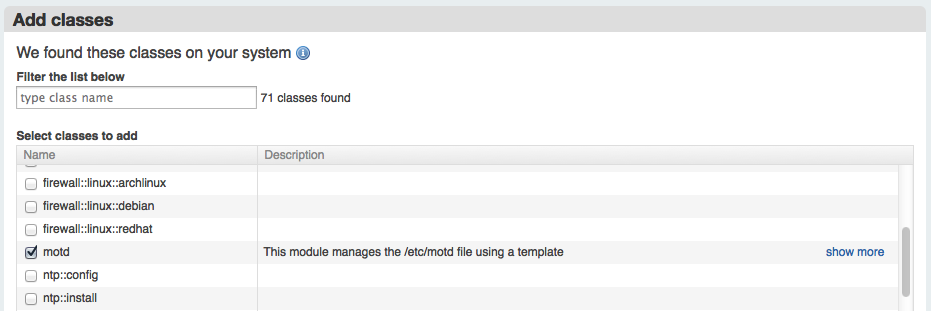 Add classes
We found these classes on your system
Filter the list below
type class name 71 classes found
Select classes to add
Name Description
firewall::linux::archlinux
firewall::linux::debian
firewall::linux::redhat
motd This module manages the /etc/motd file using a template show more
ntp::config
ntp::install